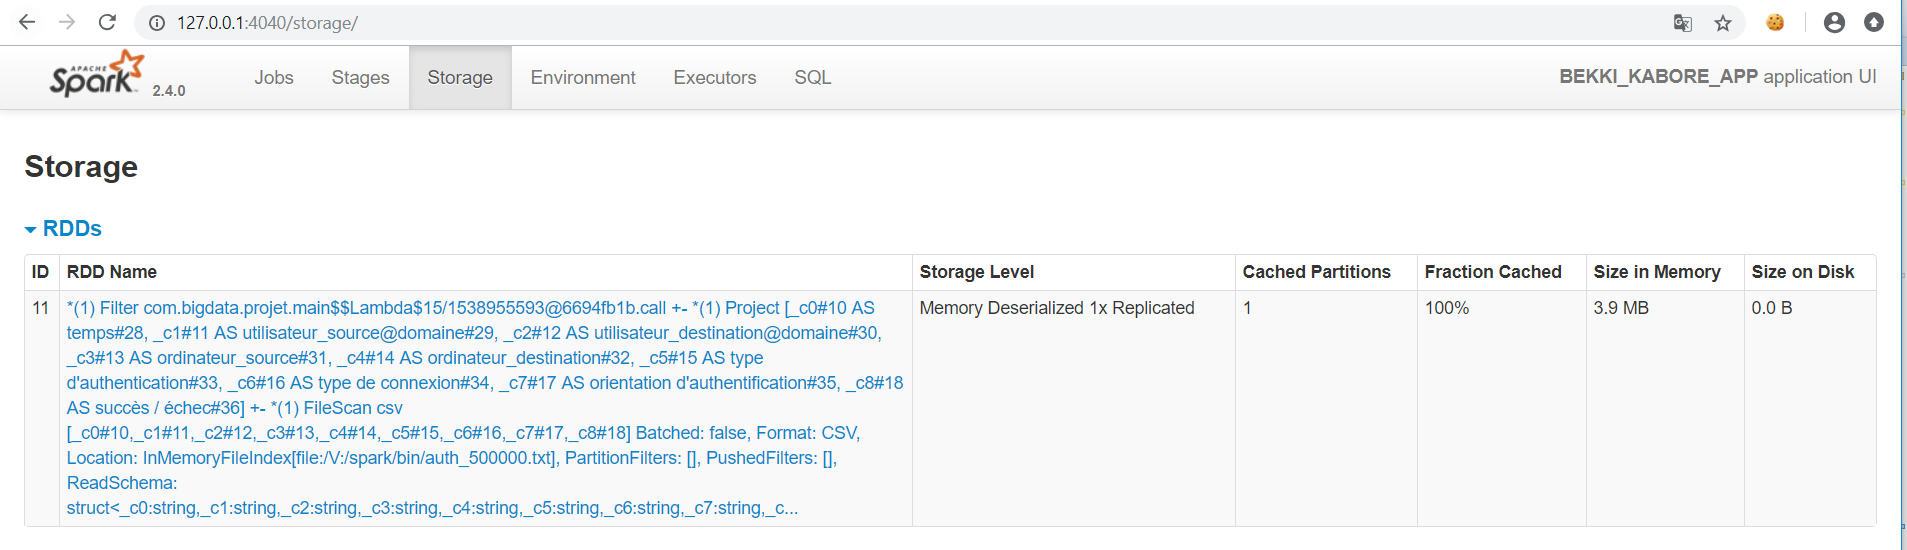 127.0.0.1:4040/storage/
APACHE
Spark 2.4.0
Jobs Stages Storage Environment Executors SQL BEKKI_KABORE_APP application UI
Storage
RDDs
ID RDD Name Storage Level Cached Partitions Fraction Cached Size in Memory Size on Disk
11 *(1) Filter com.bigdata.projet.main$$Lambda$15/1538955593@6694fb1b.call +- *(1) Project [_c0#10 AS Memory Deserialized 1x Replicated 1 100% 3.9 MB 0.0 B
temps#28, _c1#11 AS utilisateur_source@domaine#29, _c2#12 AS utilisateur_destination@domaine#30,
_c3#13 AS ordinateur_source#31, _c4#14 AS ordinateur_destination#32, _c5#15 AS type
d'authentication#33, _c6#16 AS type de connexion#34, _c7#17 AS orientation d'authentification#35, _c8#18
AS succès / échec#36] +- *(1) FileScan csv
[_c0#10,_c1#11,_c2#12,_c3#13,_c4#14,_c5#15,_c6#16,_c7#17,_c8#18] Batched: false, Format: CSV,
Location: InMemoryFileIndex[file:/V:/spark/bin/auth_500000.txt], PartitionFilters: [], PushedFilters: [],
ReadSchema:
struct<_c0:string,_c1:string,_c2:string,_c3:string,_c4:string,_c5:string,_c6:string,_c7:string,_c...